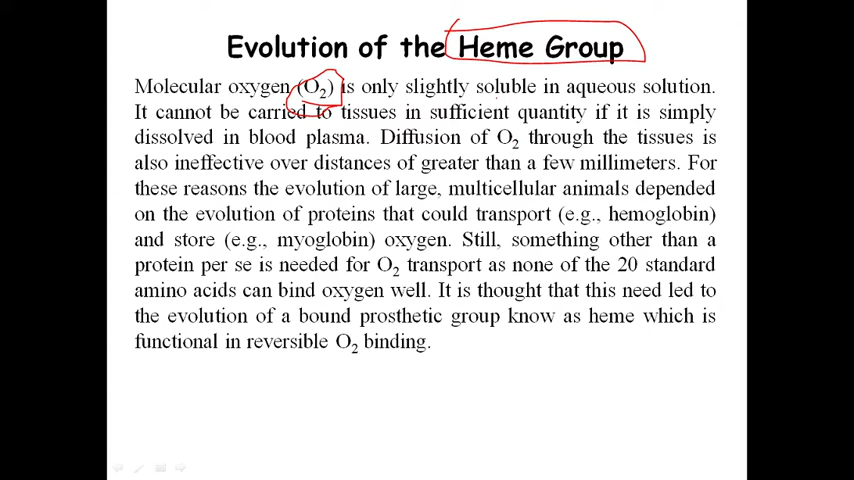 Evolution of the Heme Group
Molecular oxygen (O₂) is only slightly soluble in aqueous solution.
It cannot be carried to tissues in sufficient quantity if it is simply
dissolved in blood plasma. Diffusion of O₂ through the tissues is
also ineffective over distances of greater than a few millimeters. For
these reasons the evolution of large, multicellular animals depended
on the evolution of proteins that could transport (e.g., hemoglobin)
and store (e.g., myoglobin) oxygen. Still, something other than a
protein per se is needed for O₂ transport as none of the 20 standard
amino acids can bind oxygen well. It is thought that this need led to
the evolution of a bound prosthetic group know as heme which is
functional in reversible O₂ binding.